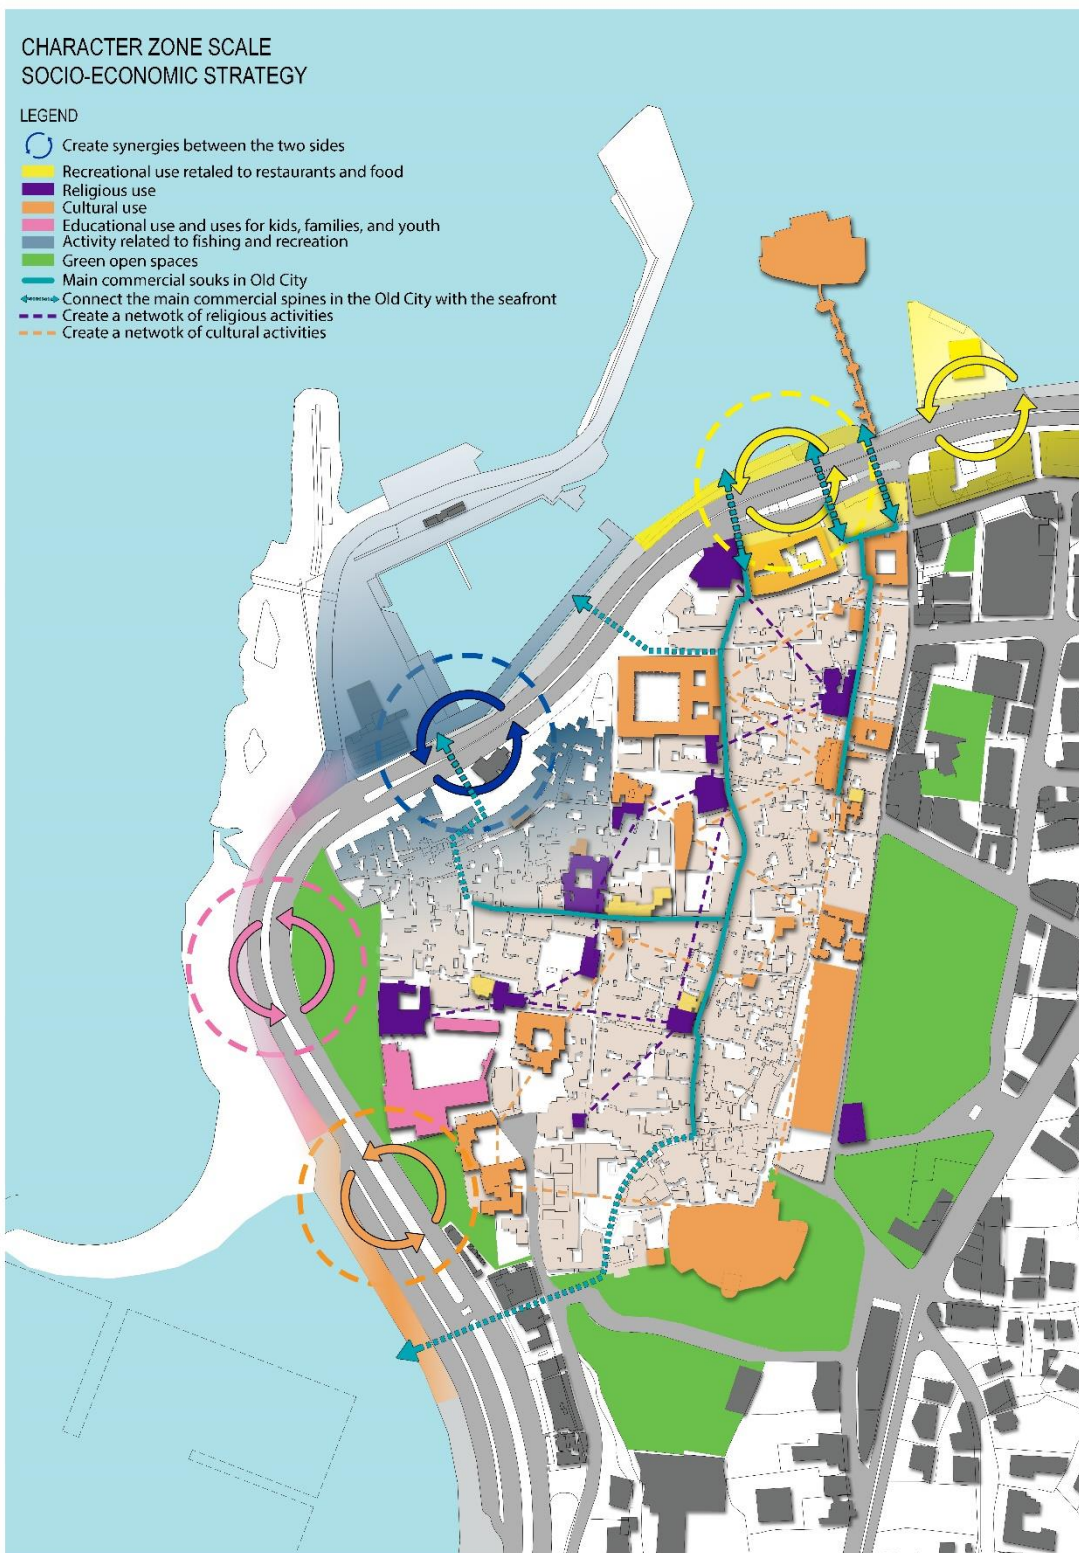 CHARACTER ZONE SCALE
SOCIO-ECONOMIC STRATEGY
LEGEND
Create synergies between the two sides
Recreational use retaled to restaurants and food
Religious use
Cultural use
Educational use and uses for kids, families, and youth
Activity related to fishing and recreation
Green open spaces
Main commercial souks in Old City
Connect the main commercial spines in the Old City with the seafront
Create a netwotk of religious activities
Create a netwotk of cultural activities